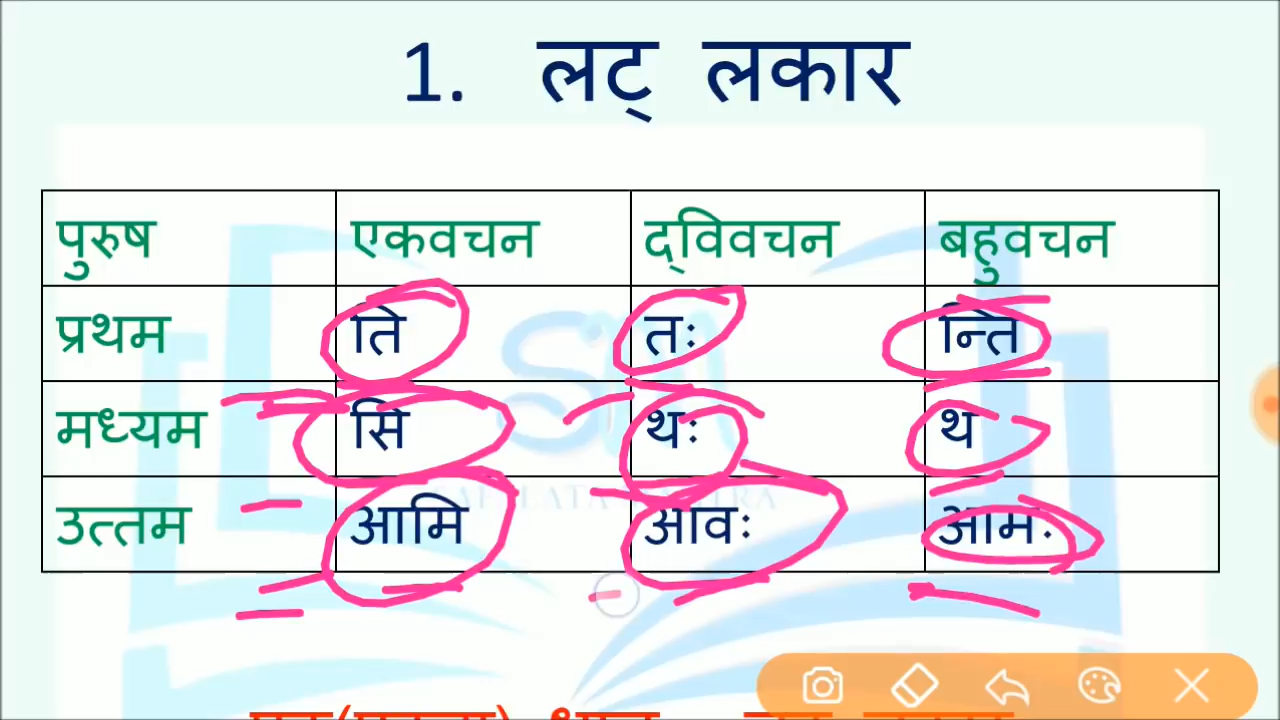 1. लट् लकार
पुरुष एकवचन द्विवचन बहुवचन
प्रथम ति तः न्ति
मध्यम सि थः थ
उत्तम आमि आवः आमः